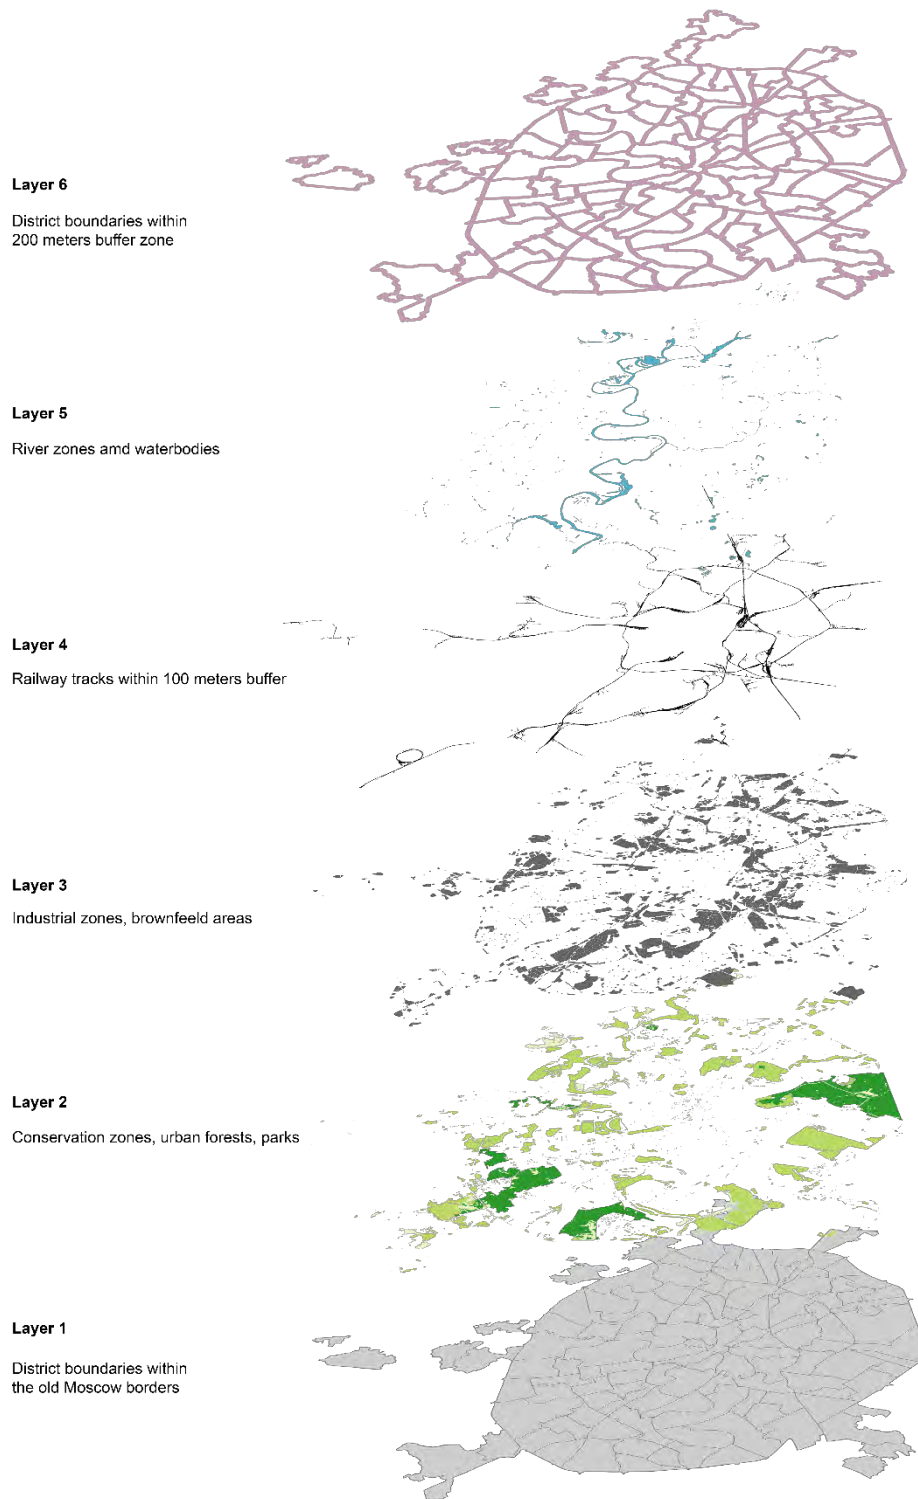 Layer 6
District boundaries within
200 meters buffer zone
Layer 5
River zones amd waterbodies
Layer 4
Railway tracks within 100 meters buffer
Layer 3
Industrial zones, brownfeeld areas
Layer 2
Conservation zones, urban forests, parks
Layer 1
District boundaries within
the old Moscow borders